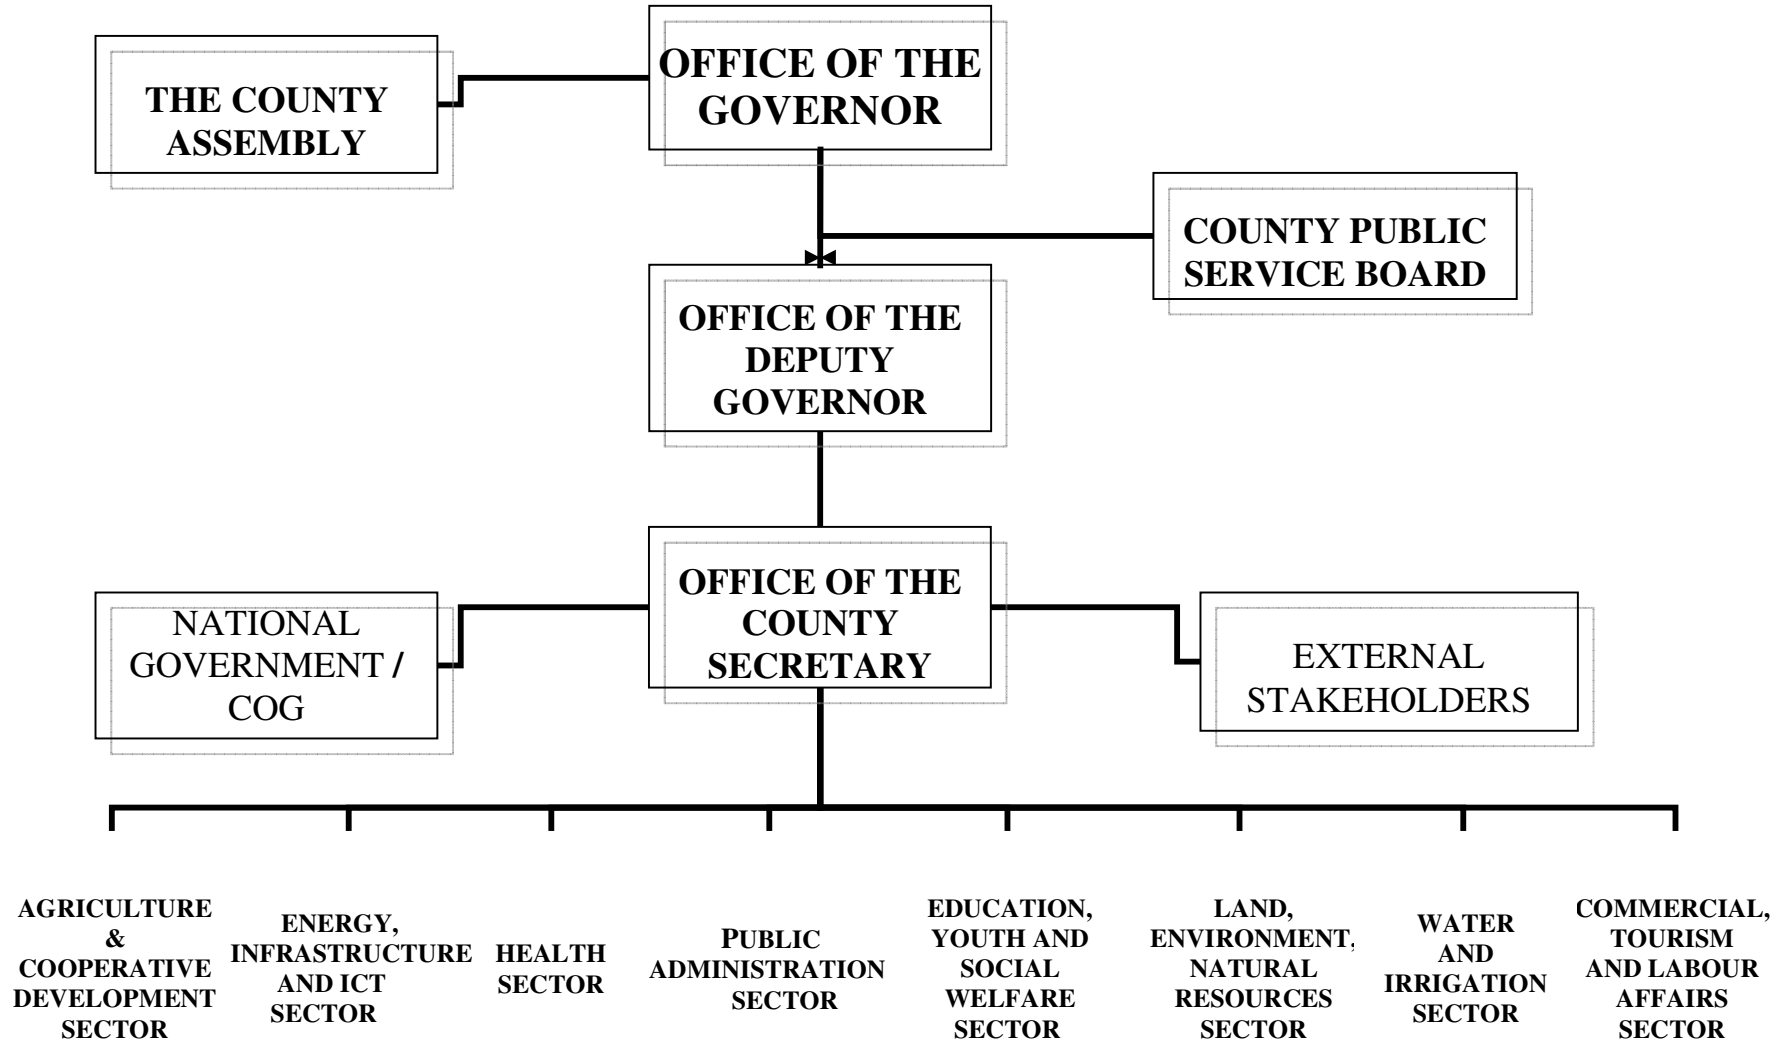 OFFICE OF THE
GOVERNOR
THE COUNTY
ASSEMBLY
COUNTY PUBLIC
SERVICE BOARD
OFFICE OF THE
DEPUTY
GOVERNOR
OFFICE OF THE
COUNTY
SECRETARY
NATIONAL
GOVERNMENT /
COG
EXTERNAL
STAKEHOLDERS
AGRICULTURE
&
COOPERATIVE
DEVELOPMENT
SECTOR
ENERGY,
INFRASTRUCTURE
AND ICT
SECTOR
HEALTH
SECTOR
PUBLIC
ADMINISTRATION
SECTOR
EDUCATION,
YOUTH AND
SOCIAL
WELFARE
SECTOR
LAND,
ENVIRONMENT,
NATURAL
RESOURCES
SECTOR
WATER
AND
IRRIGATION
SECTOR
COMMERCIAL,
TOURISM
AND LABOUR
AFFAIRS
SECTOR